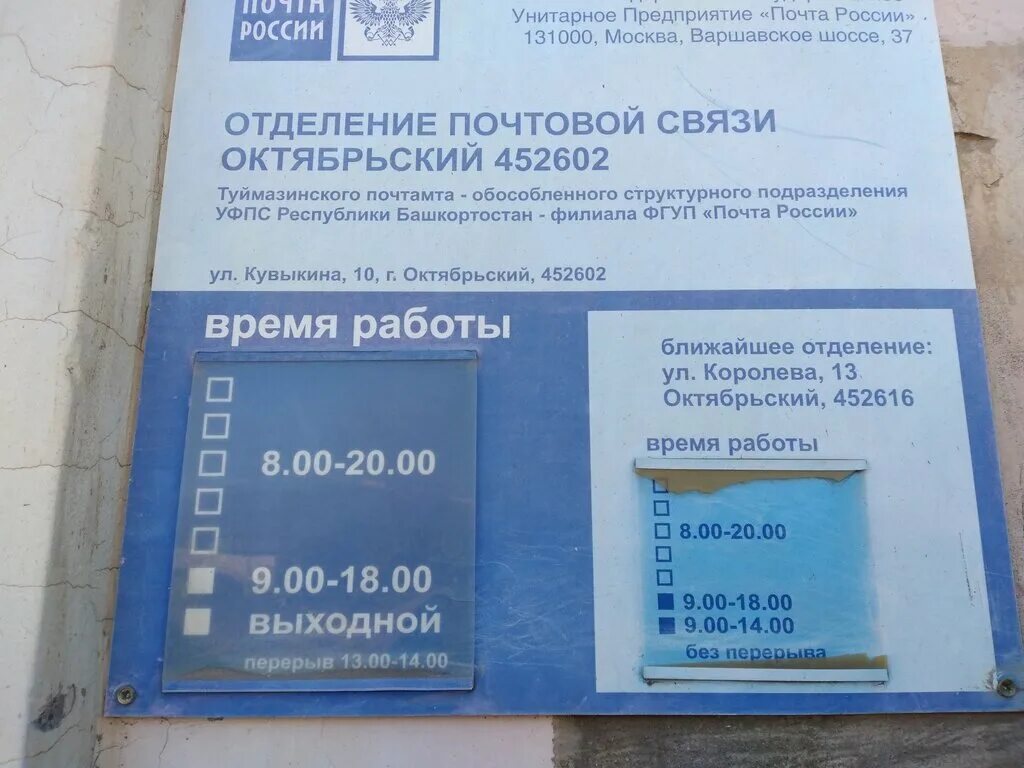 ПОЧТА
РОССИИ
Унитарное Предприятие «Почта России»
131000, Москва, Варшавское шоссе, 37
ОТДЕЛЕНИЕ ПОЧТОВОЙ СВЯЗИ
ОКТЯБРЬСКИЙ 452602
Туймазинского почтамта - обособленного структурного подразделения
УФПС Республики Башкортостан - филиала ФГУП «Почта России»
ул. Кувыкина, 10, г. Октябрьский, 452602
время работы
8.00-20.00
9.00-18.00
выходной
перерыв 13.00-14.00
ближайшее отделение:
ул. Королева, 13
Октябрьский, 452616
время работы
8.00-20.00
9.00-18.00
9.00-14.00
без перерыва